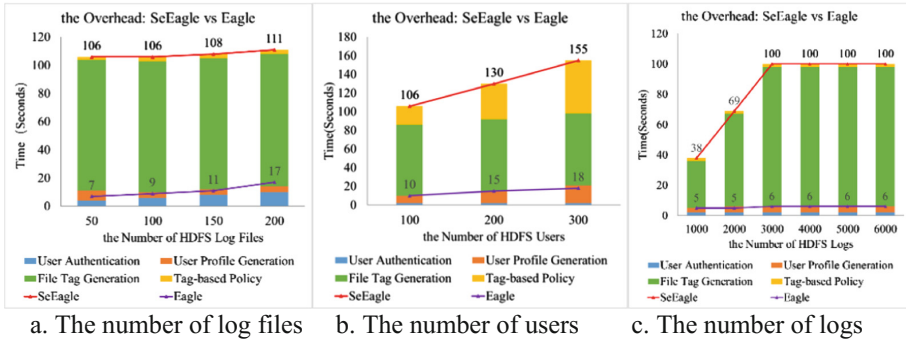 the Overhead: SeEagle vs Eagle
120
100
80
60
40
20
0
Time (Seconds)
106 106 108 111
7 9 11 17
50 100 150 200
the Number of HDFS Log Files
User Authentication User Profile Generation
File Tag Generation Tag-based Policy
SeEagle Eagle
a. The number of log files
the Overhead: SeEagle vs Eagle
180
160
140
120
100
80
60
40
20
0
Time(Seconds)
106 130 155
10 15 18
100 200 300
the Number of HDFS Users
User Authentication User Profile Generation
File Tag Generation Tag-based Policy
SeEagle Eagle
b. The number of users
the Overhead: SeEagle vs Eagle
120
100
80
60
40
20
0
Time(Seconds)
38 69 100 100 100 100
5 5 6 6 6 6
1000 2000 3000 4000 5000 6000
the Number of HDFS Logs
User Authentication User Profile Generation
File Tag Generation Tag-based Policy
SeEagle Eagle
c. The number of logs